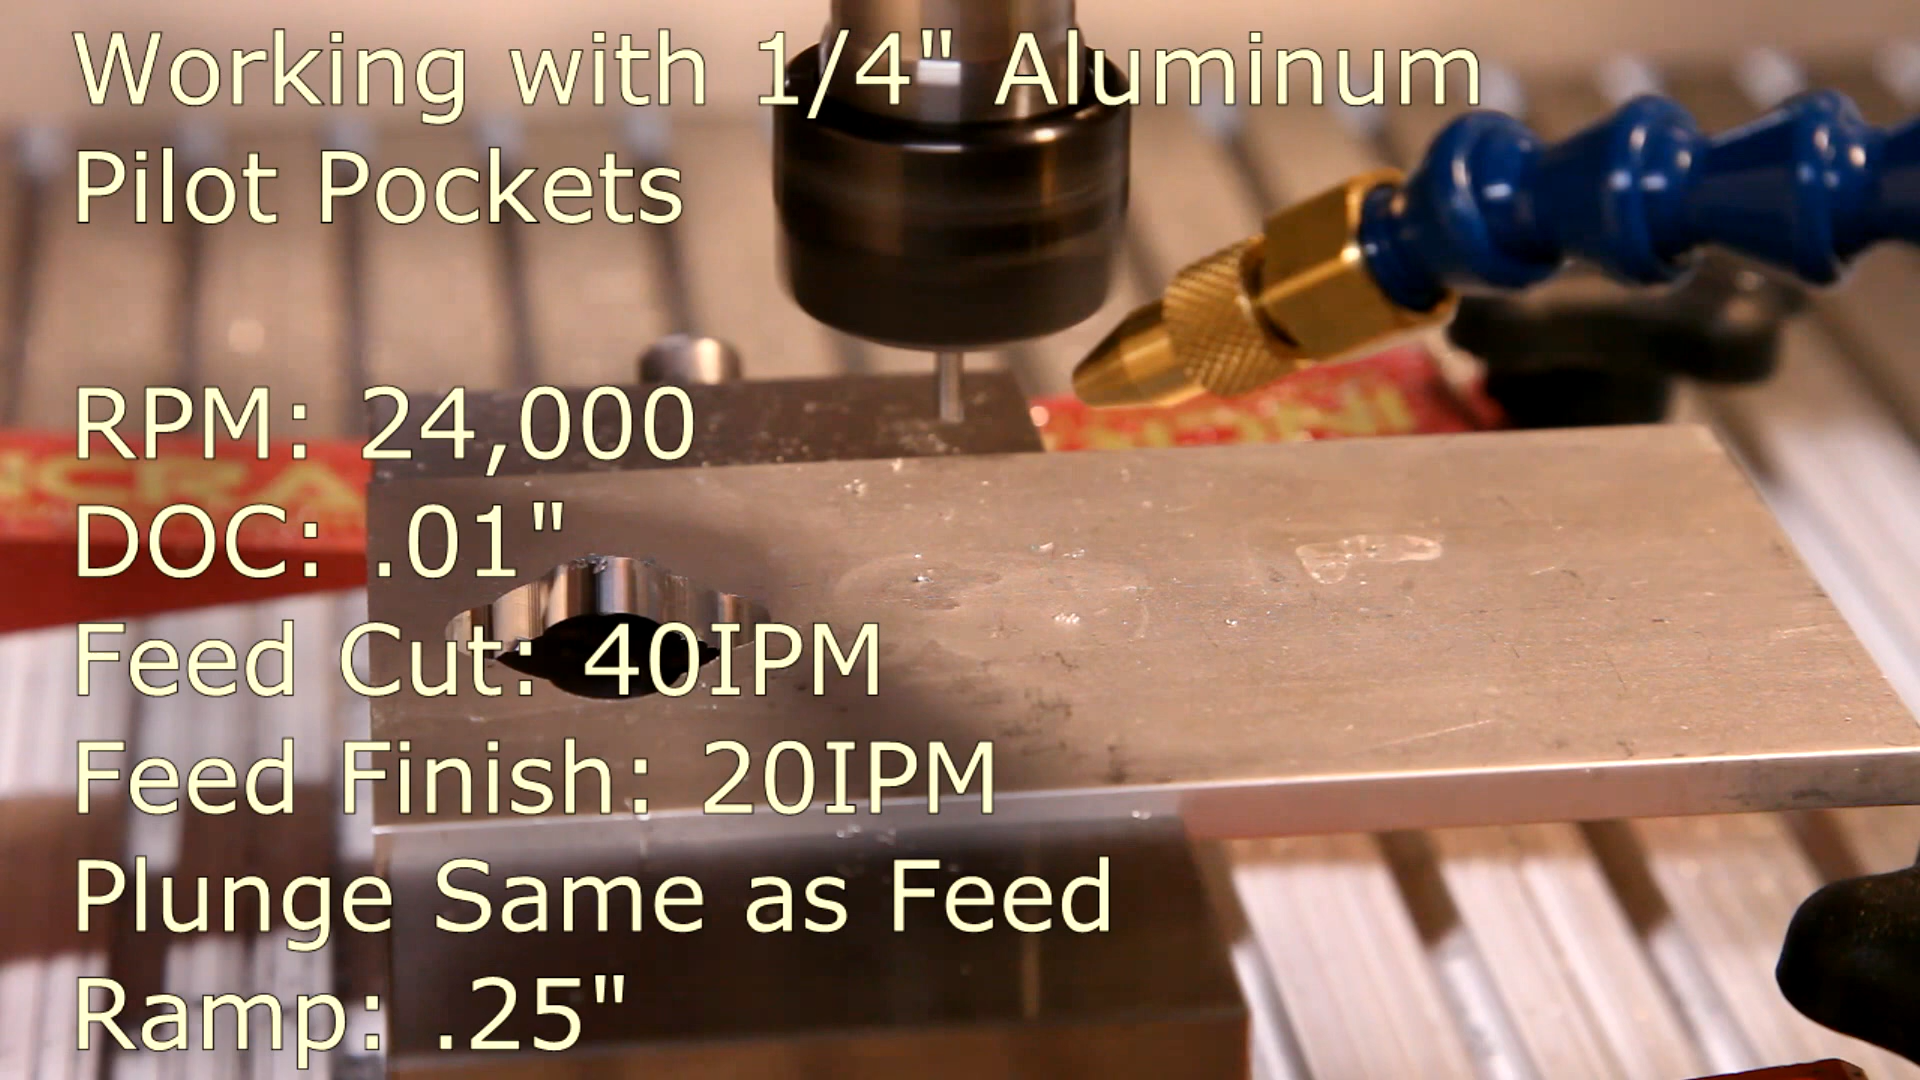 Working with 1/4" Aluminum
Pilot Pockets
RPM: 24,000
DOC: .01"
Feed Cut: 40IPM
Feed Finish: 20IPM
Plunge Same as Feed
Ramp: .25"